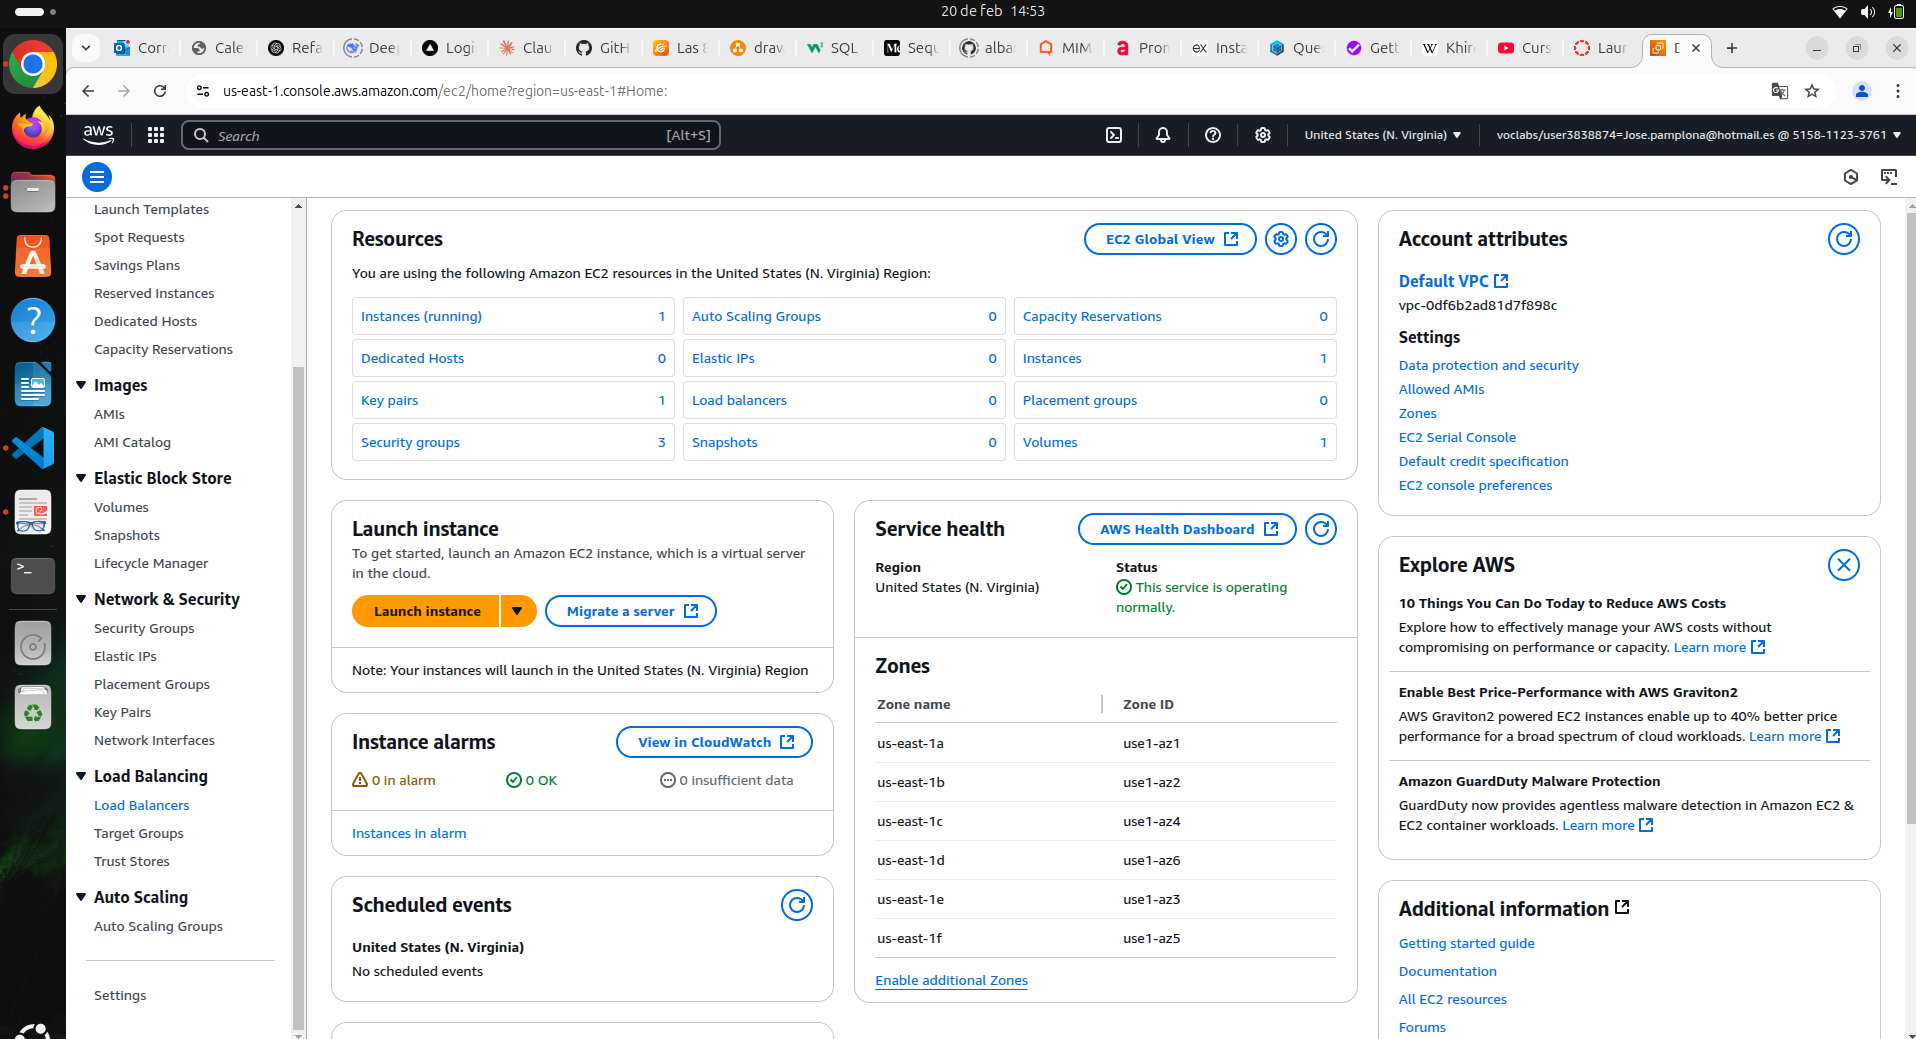 20 de feb 14:53
Corr
Cale
Refa
Deep
Logi
Clau
GitH
Las 8
draw
SQL
Sequ
alba
MIM
Pron
ex Insta
Que
Gett
W Khir
Curs
Laur
us-east-1.console.aws.amazon.com/ec2/home?region=us-east-1#Home:
aws
Search
[Alt+S]
United States (N. Virginia)
voclabs/user3838874=Jose.pamplona@hotmail.es @ 5158-1123-3761
Launch Templates
Spot Requests
Savings Plans
Reserved Instances
Dedicated Hosts
Capacity Reservations
Images
AMIs
AMI Catalog
Elastic Block Store
Volumes
Snapshots
Lifecycle Manager
Network & Security
Security Groups
Elastic IPs
Placement Groups
Key Pairs
Network Interfaces
Load Balancing
Load Balancers
Target Groups
Trust Stores
Auto Scaling
Auto Scaling Groups
Settings
Resources
EC2 Global View
You are using the following Amazon EC2 resources in the United States (N. Virginia) Region:
Instances (running) 1
Auto Scaling Groups 0
Capacity Reservations 0
Dedicated Hosts 0
Elastic IPs 0
Instances 1
Key pairs 1
Load balancers 0
Placement groups 0
Security groups 3
Snapshots 0
Volumes 1
Launch instance
To get started, launch an Amazon EC2 instance, which is a virtual server
in the cloud.
Launch instance
Migrate a server
Note: Your instances will launch in the United States (N. Virginia) Region
Instance alarms
View in CloudWatch
0 in alarm
0 OK
0 insufficient data
Instances in alarm
Scheduled events
United States (N. Virginia)
No scheduled events
Service health
AWS Health Dashboard
Region
United States (N. Virginia)
Status
This service is operating
normally.
Zones
Zone name Zone ID
us-east-1a use1-az1
us-east-1b use1-az2
us-east-1c use1-az4
us-east-1d use1-az6
us-east-1e use1-az3
us-east-1f use1-az5
Enable additional Zones
Account attributes
Default VPC
vpc-0df6b2ad81d7f898c
Settings
Data protection and security
Allowed AMIs
Zones
EC2 Serial Console
Default credit specification
EC2 console preferences
Explore AWS
10 Things You Can Do Today to Reduce AWS Costs
Explore how to effectively manage your AWS costs without
compromising on performance or capacity. Learn more
Enable Best Price-Performance with AWS Graviton2
AWS Graviton2 powered EC2 instances enable up to 40% better price
performance for a broad spectrum of cloud workloads. Learn more
Amazon GuardDuty Malware Protection
GuardDuty now provides agentless malware detection in Amazon EC2 &
EC2 container workloads. Learn more
Additional information
Getting started guide
Documentation
All EC2 resources
Forums